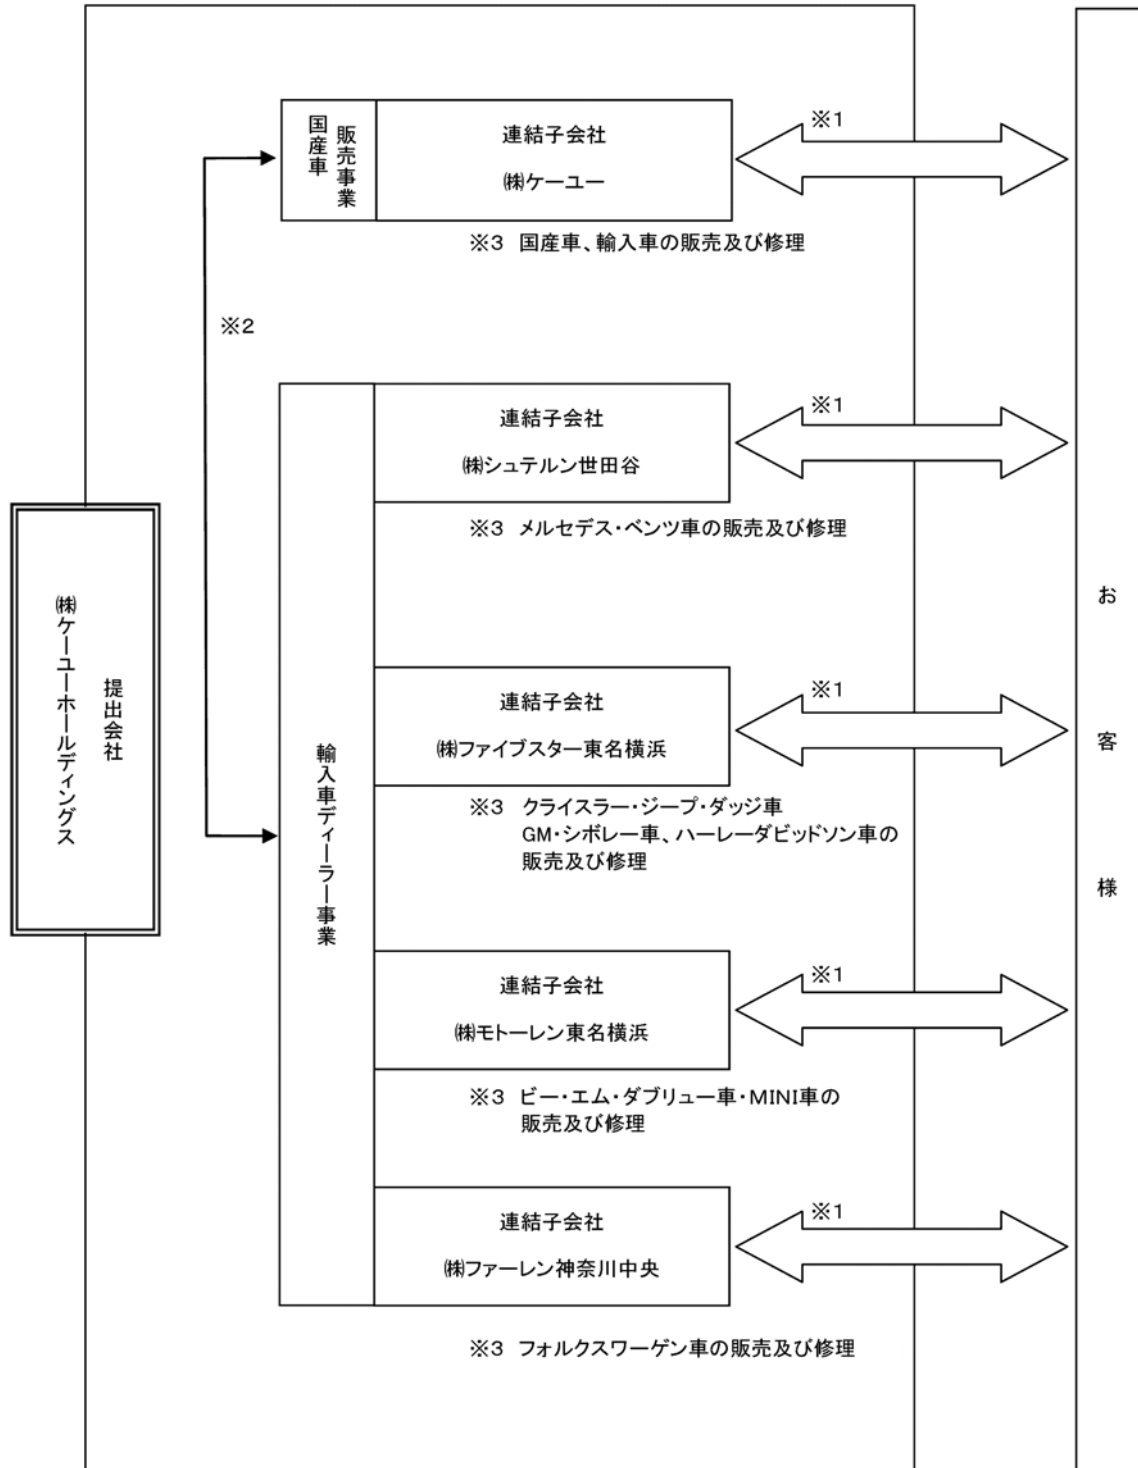 提出会社
㈱ケーユーホールディングス
※2
国産車
販売事業
連結子会社
㈱ケーユー
※1
※3 国産車、輸入車の販売及び修理
輸入車ディーラー事業
連結子会社
㈱シュテルン世田谷
※1
※3 メルセデス・ベンツ車の販売及び修理
連結子会社
㈱ファイブスター東名横浜
※1
※3 クライスラー・ジープ・ダッジ車
GM・シボレー車、ハーレーダビッドソン車の
販売及び修理
連結子会社
㈱モトーレン東名横浜
※1
※3 ビー・エム・ダブリュー車・MINI車の
販売及び修理
連結子会社
㈱ファーレン神奈川中央
※1
※3 フォルクスワーゲン車の販売及び修理
お客様